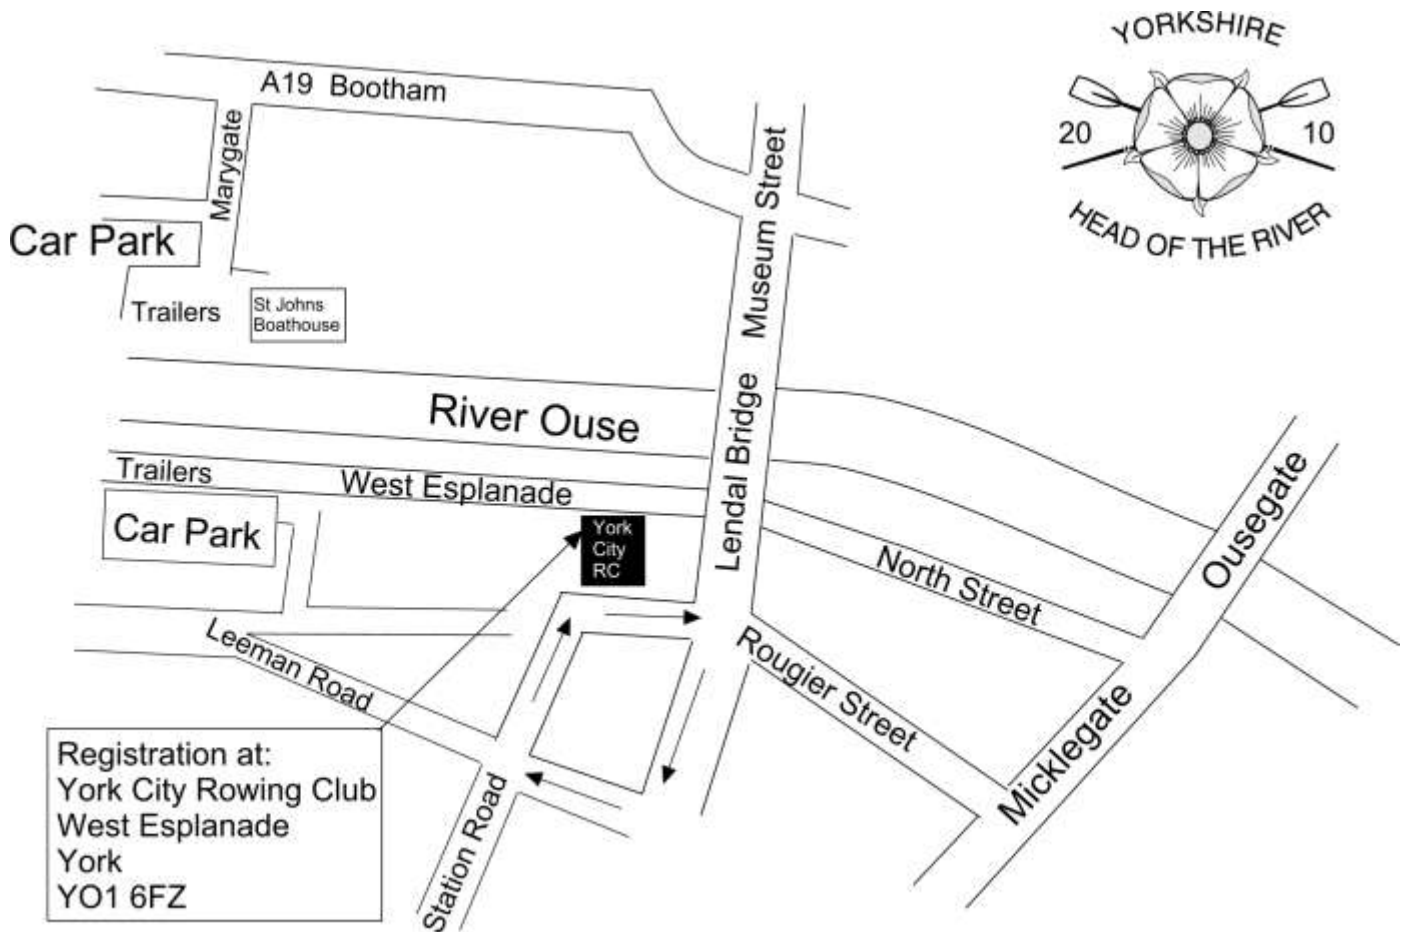 YORKSHIRE
20
10
HEAD OF THE RIVER
A19 Bootham
Marygate
Museum Street
Car Park
Trailers
St Johns
Boathouse
River Ouse
Lendal Bridge
Trailers
West Esplanade
Car Park
York
City
RC
North Street
Ousegate
Leeman Road
Rougier Street
Micklegate
Station Road
Registration at:
York City Rowing Club
West Esplanade
York
YO1 6FZ